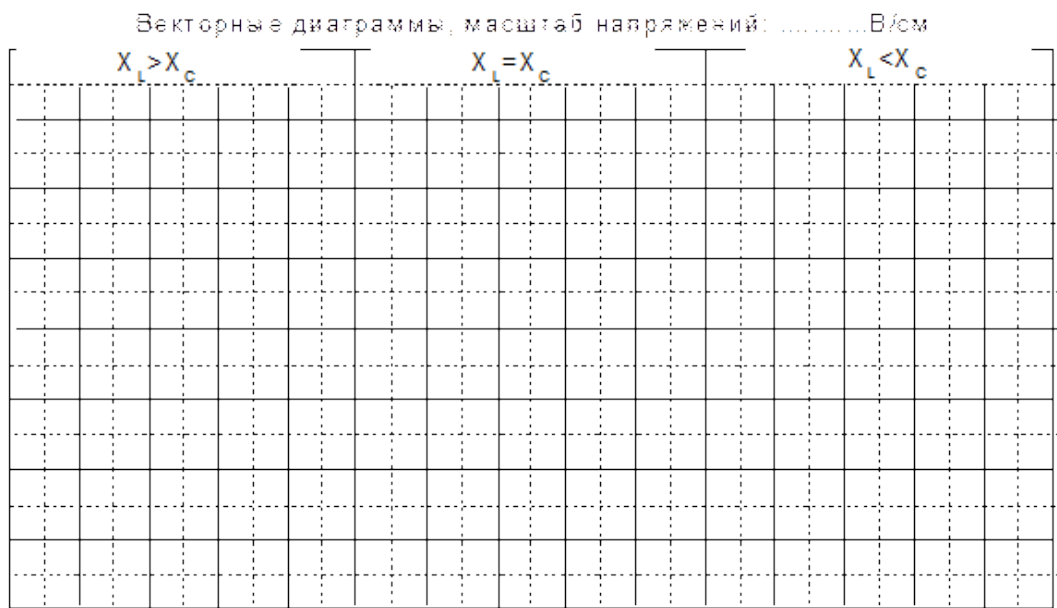 Векторные диаграммы, масштаб напряжений: ..........В/см
X_L>X_C X_L=X_C X_L<X_C